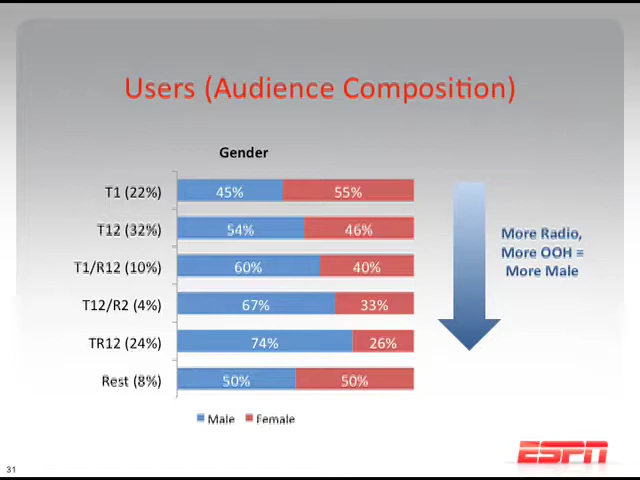 Users (Audience Composition)
Gender
T1 (22%) 45% 55%
T12 (32%) 54% 46%
T1/R12 (10%) 60% 40%
T12/R2 (4%) 67% 33%
TR12 (24%) 74% 26%
Rest (8%) 50% 50%
Male Female
More Radio,
More OOH =
More Male
ESPN
31